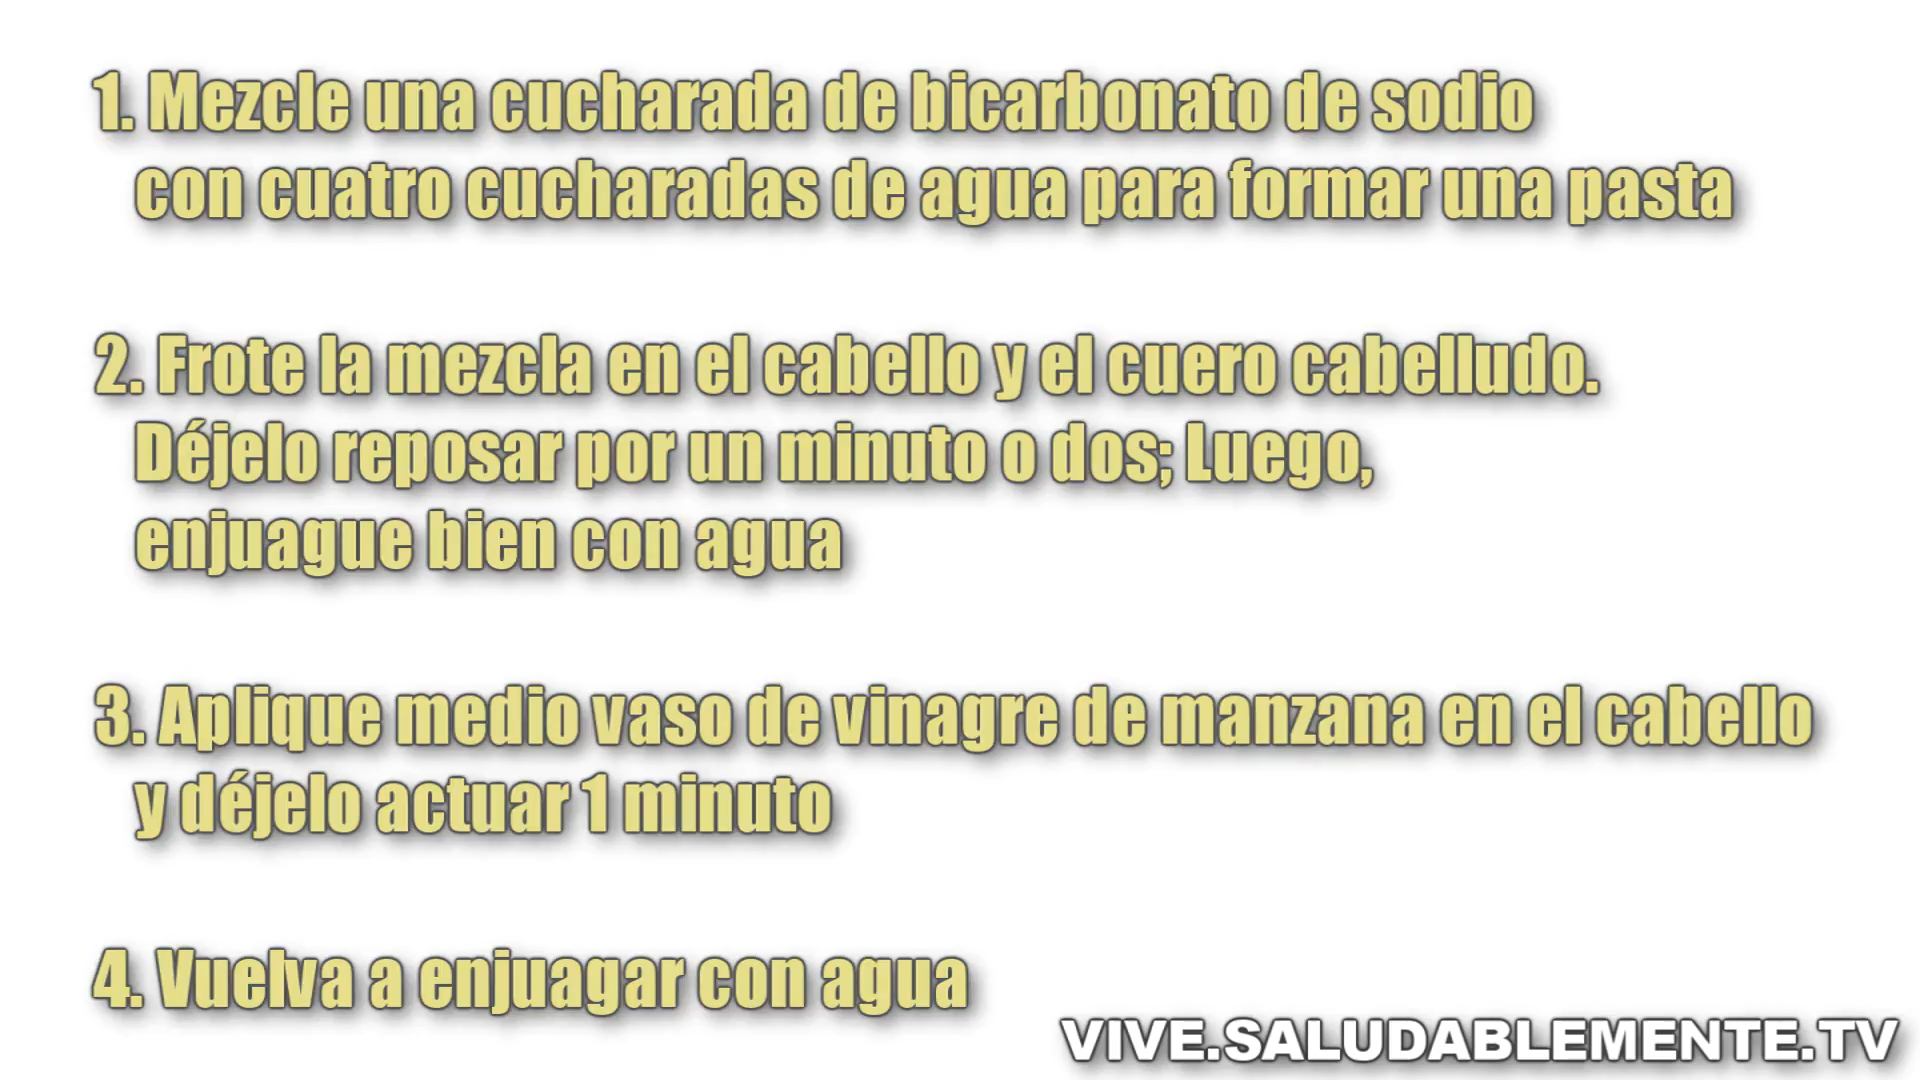 1. Mezcle una cucharada de bicarbonato de sodio
con cuatro cucharadas de agua para formar una pasta
2. Frote la mezcla en el cabello y el cuero cabelludo.
Déjelo reposar por un minuto o dos; Luego,
enjuague bien con agua
3. Aplique medio vaso de vinagre de manzana en el cabello
y déjelo actuar 1 minuto
4. Vuelva a enjuagar con agua
VIVE.SALUDABLEMENTE.TV